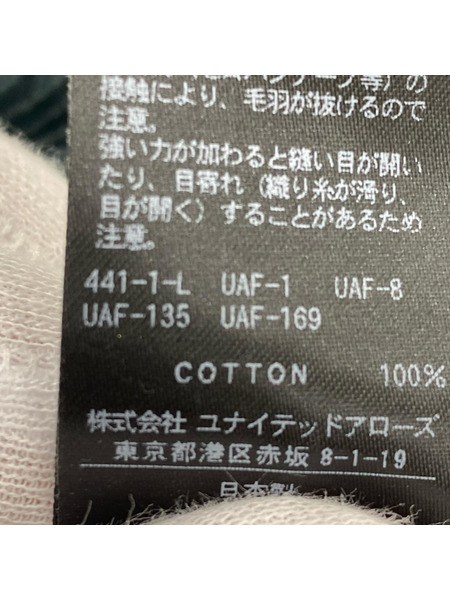 接触により、毛羽が抜けるので
注意。
強い力が加わると縫い目が開い
たり、目寄れ（織り糸が滑り、
目が開く）することがあるため
注意。
441-1-L UAF-1 UAF-8
UAF-135 UAF-169
COTTON 100%
株式会社 ユナイテッドアローズ
東京都港区赤坂 8-1-19
日本製